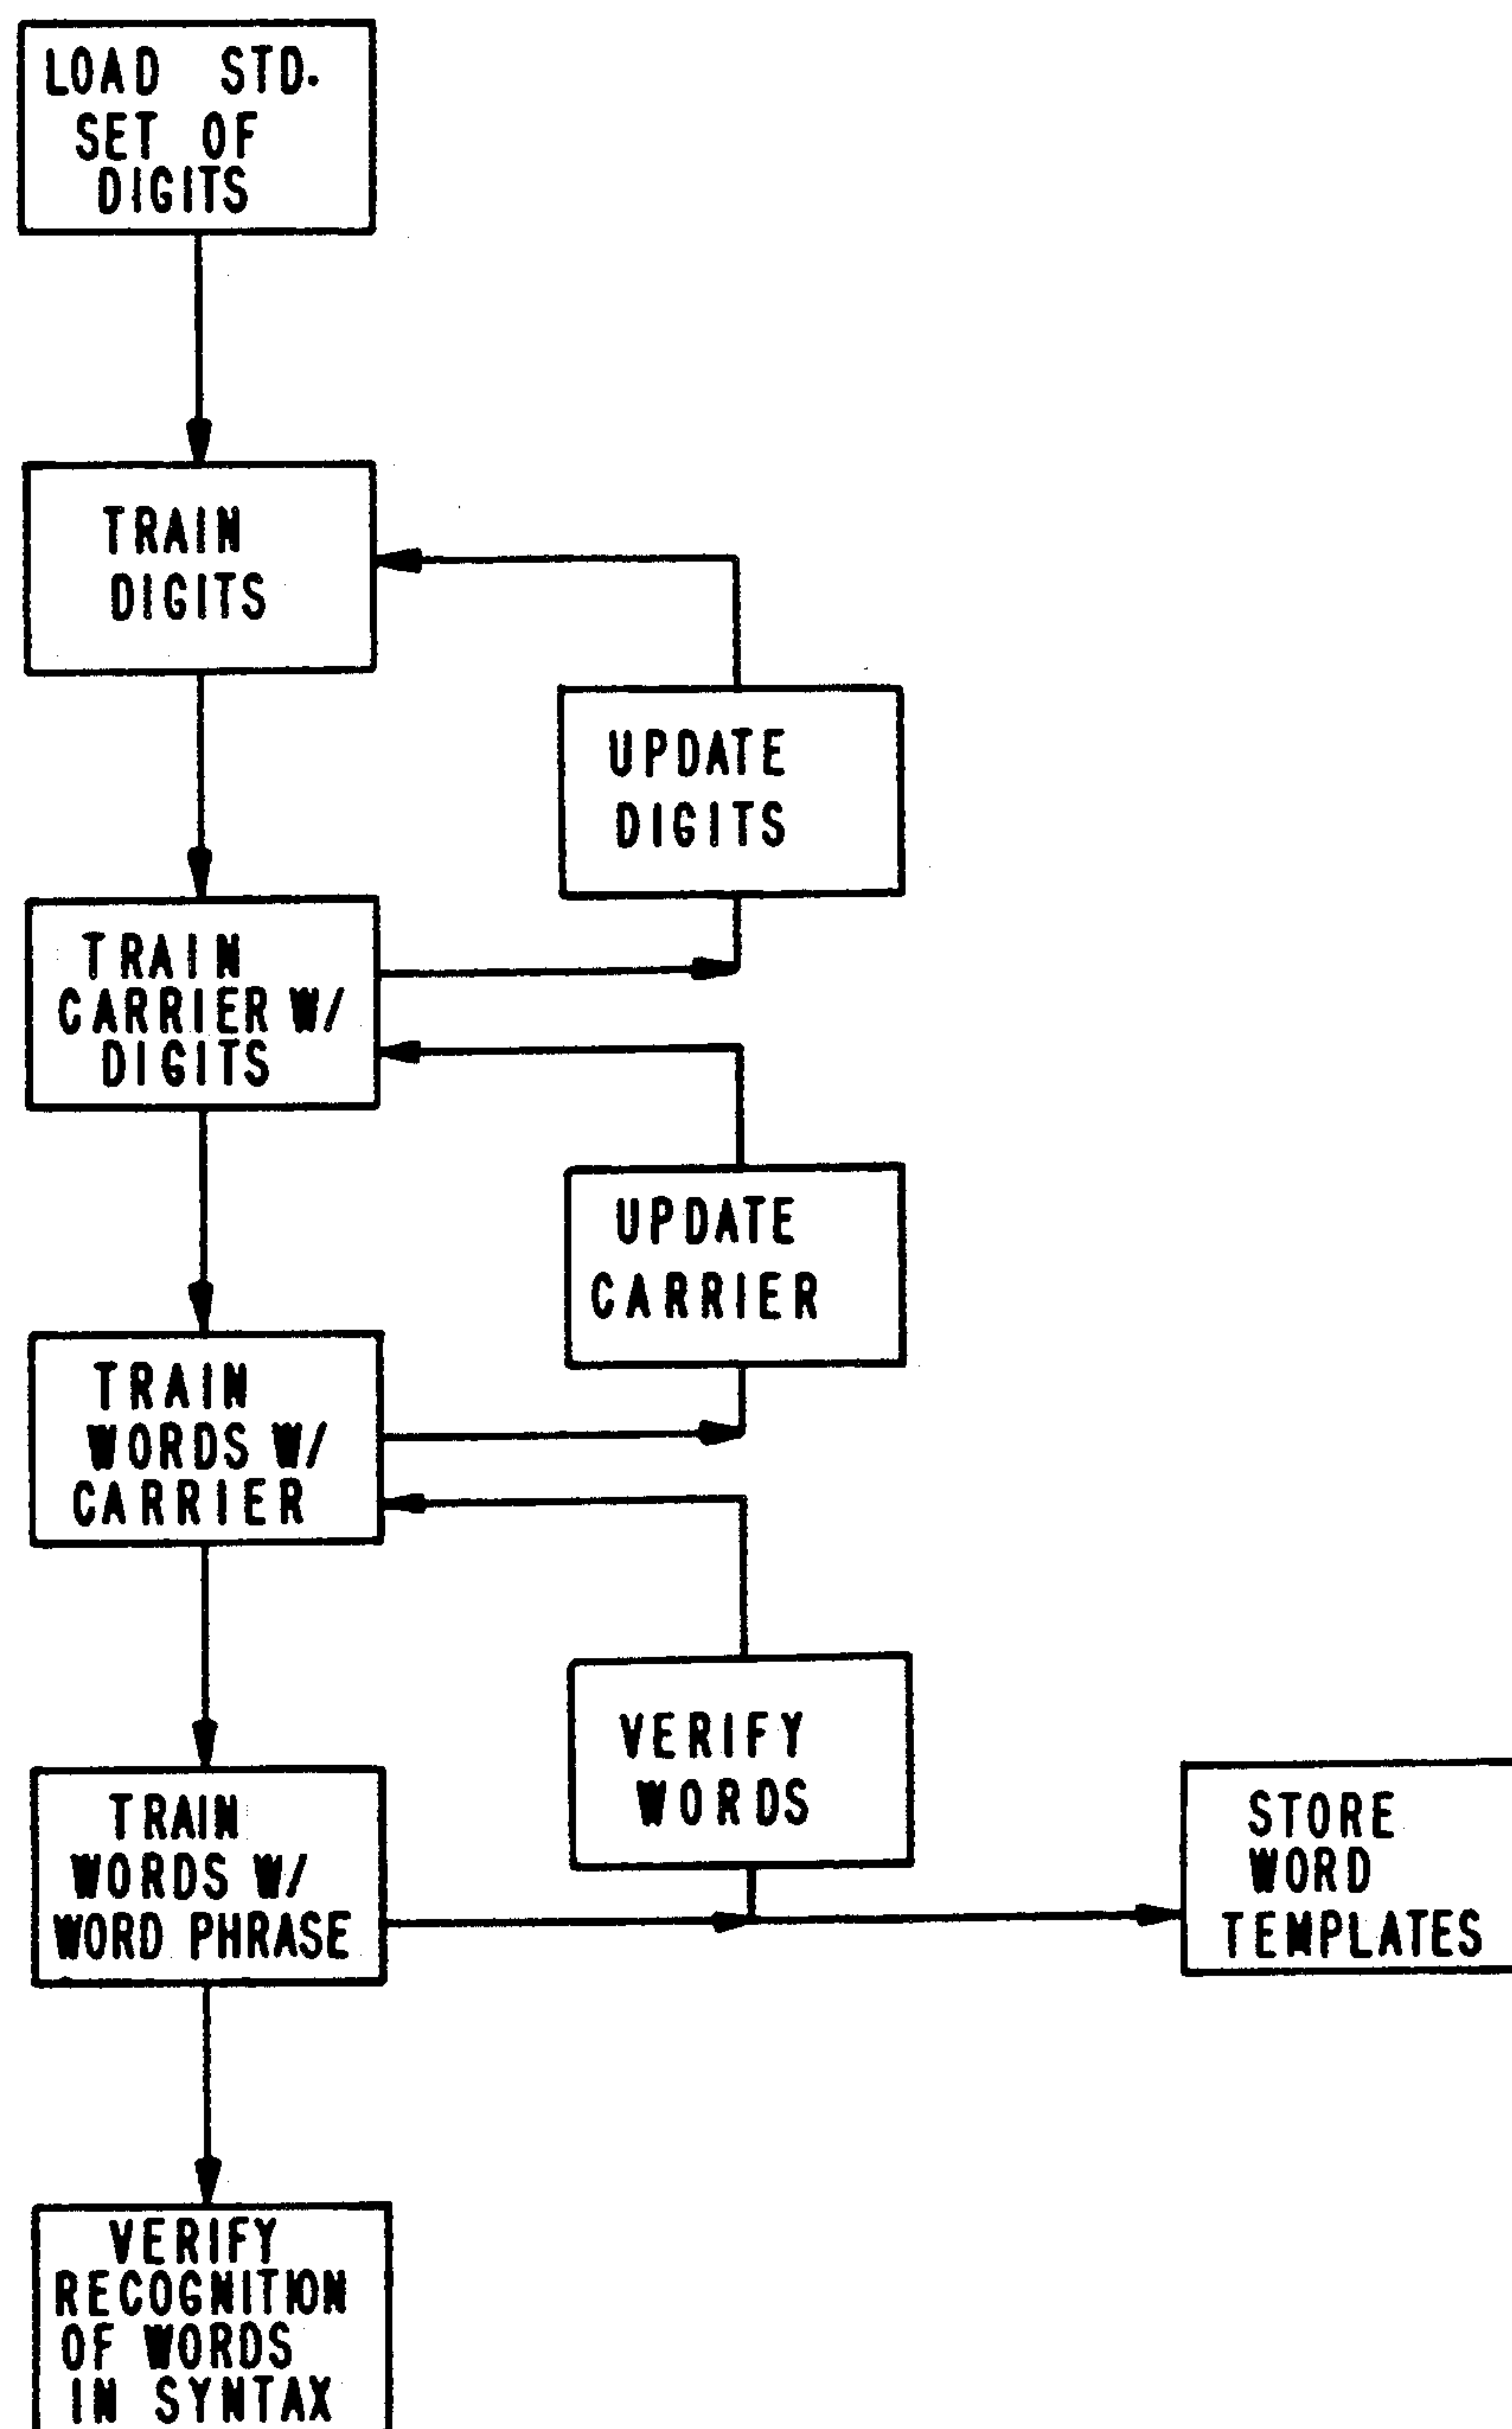 LOAD STD.
SET OF
DIGITS
TRAIN
DIGITS
UPDATE
DIGITS
TRAIN
CARRIER W/
DIGITS
UPDATE
CARRIER
TRAIN
WORDS W/
CARRIER
VERIFY
WORDS
TRAIN
WORDS W/
WORD PHRASE
STORE
WORD
TEMPLATES
VERIFY
RECOGNITION
OF WORDS
IN SYNTAX